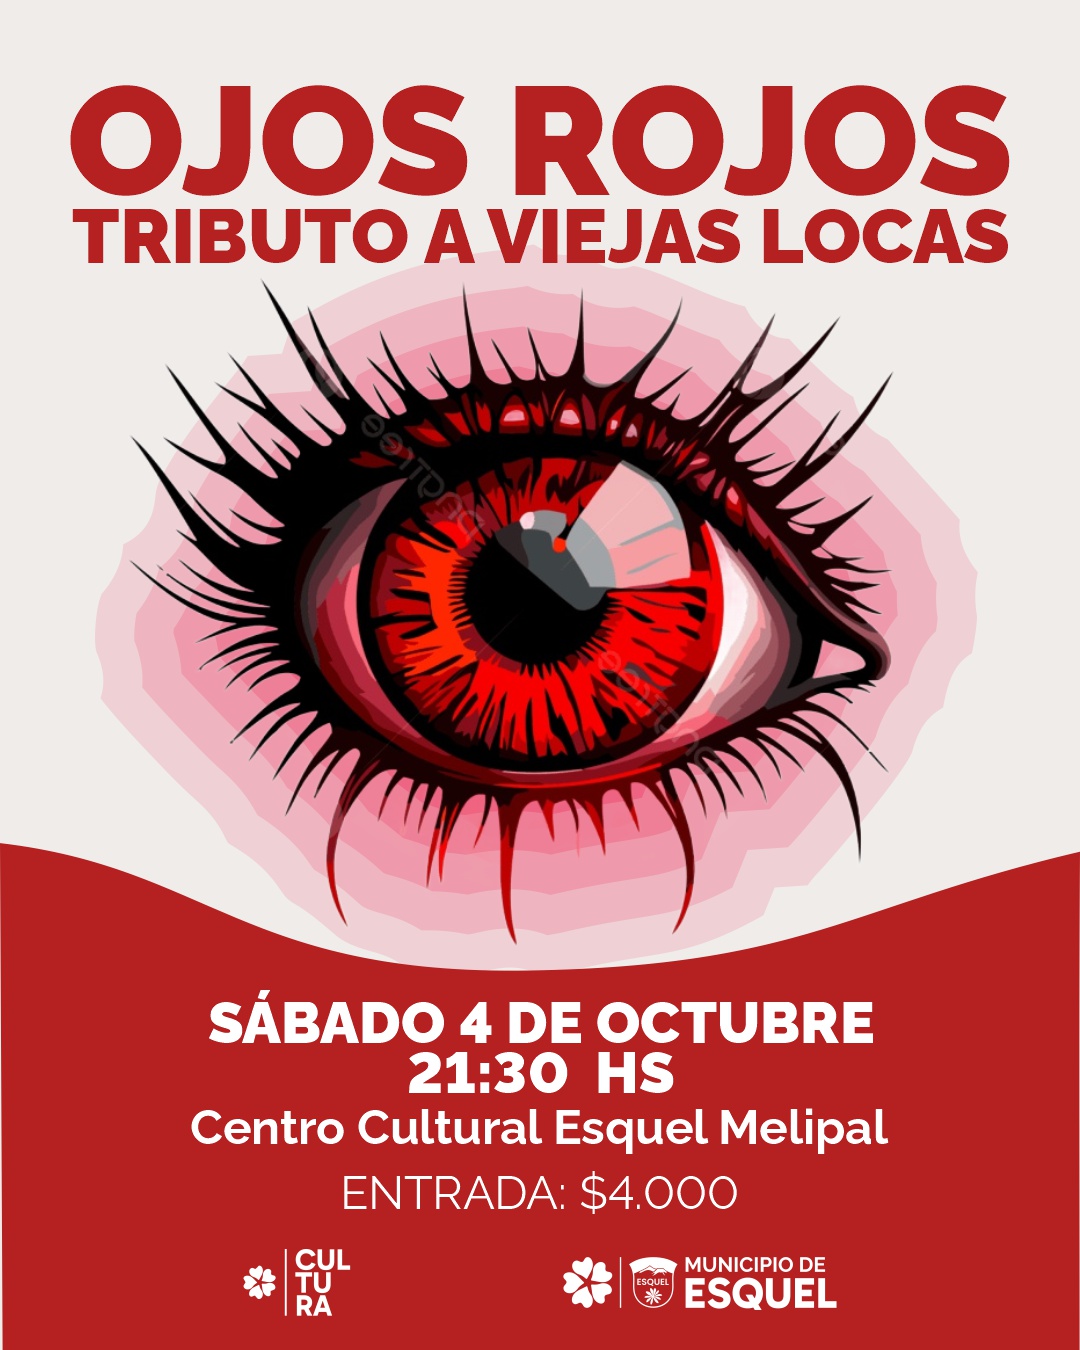 OJOS ROJOS
TRIBUTO A VIEJAS LOCAS
SÁBADO 4 DE OCTUBRE
21:30 HS
Centro Cultural Esquel Melipal
ENTRADA: $4.000
CUL
TU
RA
ESQUEL
MUNICIPIO DE
ESQUEL